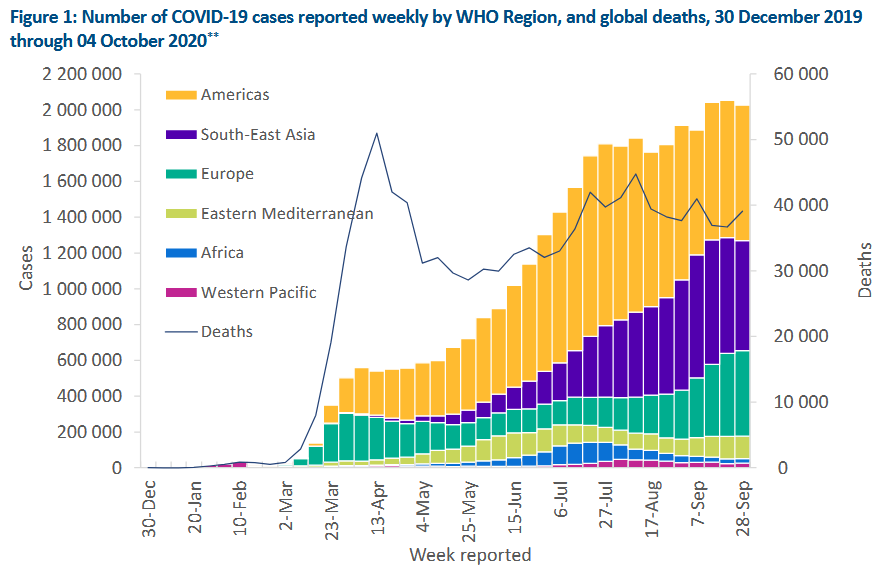 Figure 1: Number of COVID-19 cases reported weekly by WHO Region, and global deaths, 30 December 2019
through 04 October 2020**
2 200 000
2 000 000
1 800 000
1 600 000
1 400 000
1 200 000
1 000 000
800 000
600 000
400 000
200 000
0
Cases
Americas
South-East Asia
Europe
Eastern Mediterranean
Africa
Western Pacific
Deaths
60 000
50 000
40 000
30 000
20 000
10 000
0
Deaths
30-Dec
20-Jan
10-Feb
2-Mar
23-Mar
13-Apr
4-May
25-May
15-Jun
6-Jul
27-Jul
17-Aug
7-Sep
28-Sep
Week reported